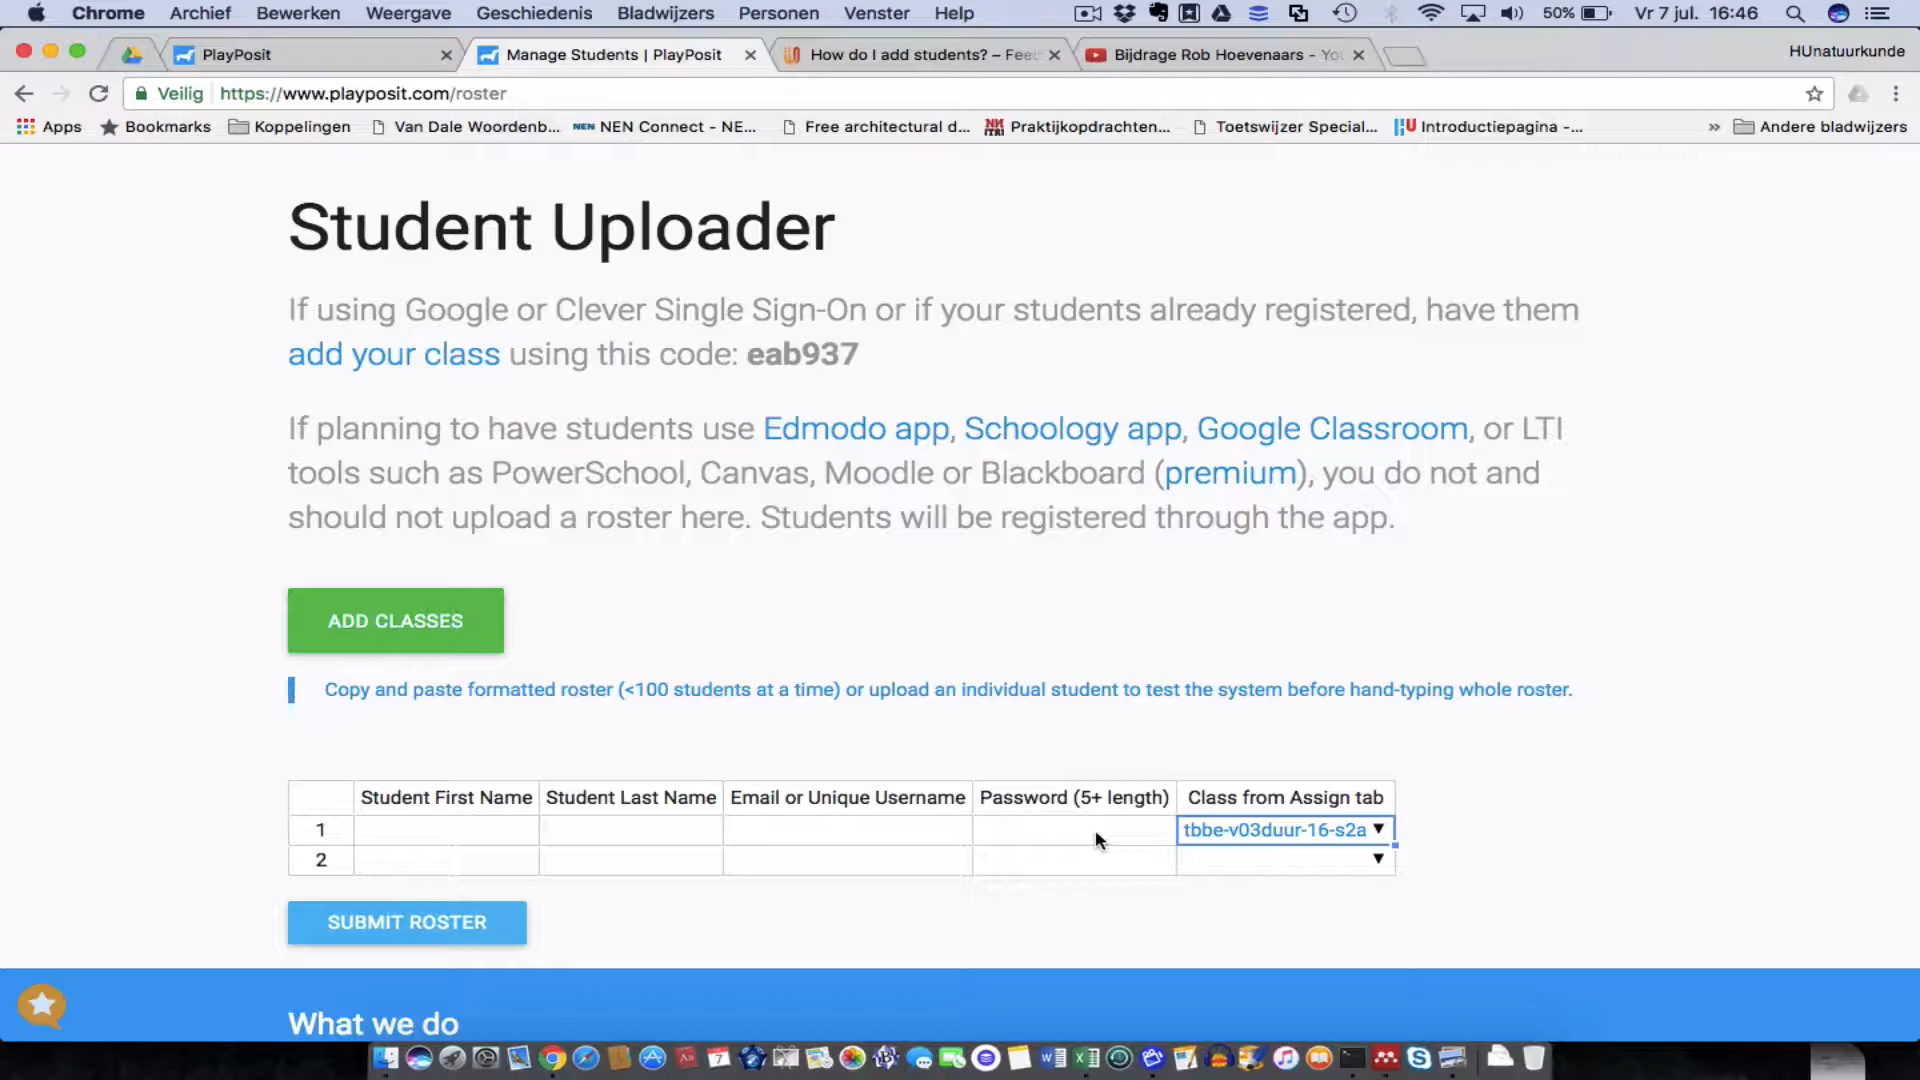 Chrome Archief Bewerken Weergave Geschiedenis Bladwijzers Personen Venster Help 50% Vr 7 jul. 16:46
PlayPosit Manage Students | PlayPosit How do I add students? – Feed Bijdrage Rob Hoevenaars - You HUnatuurkunde
Veilig https://www.playposit.com/roster
Apps Bookmarks Koppelingen Van Dale Woordenb... NEN Connect - NE... Free architectural d... Praktijkopdrachten... Toetswijzer Special... Introductiepagina -... » Andere bladwijzers
Student Uploader
If using Google or Clever Single Sign-On or if your students already registered, have them
add your class using this code: eab937
If planning to have students use Edmodo app, Schoology app, Google Classroom, or LTI
tools such as PowerSchool, Canvas, Moodle or Blackboard (premium), you do not and
should not upload a roster here. Students will be registered through the app.
ADD CLASSES
Copy and paste formatted roster (<100 students at a time) or upload an individual student to test the system before hand-typing whole roster.
Student First Name Student Last Name Email or Unique Username Password (5+ length) Class from Assign tab
1 tbbe-v03duur-16-s2a
2
SUBMIT ROSTER
What we do